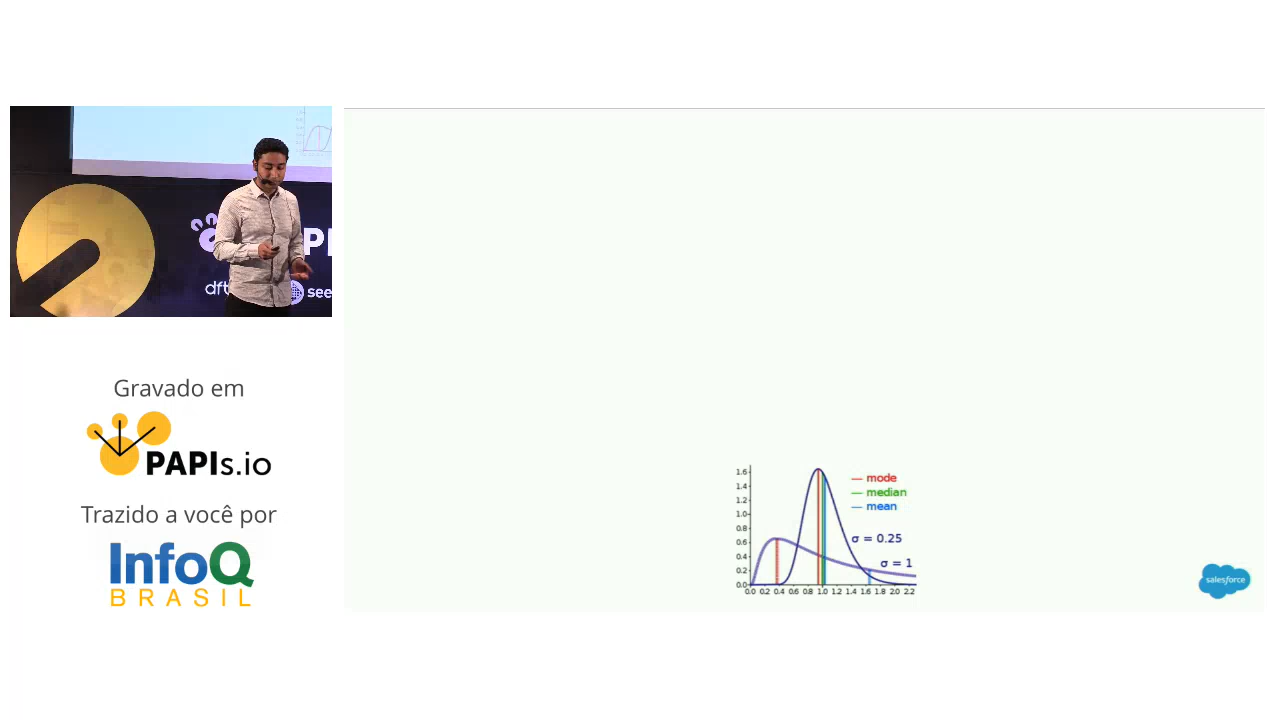 PI
dft
see
Gravado em
PAPIs.io
Trazido a você por
InfoQ
BRASIL
1.6
1.4
1.2
1.0
0.8
0.6
0.4
0.2
0.0
0.0 0.2 0.4 0.6 0.8 1.0 1.2 1.4 1.6 1.8 2.0 2.2
mode
median
mean
σ = 0.25
σ = 1
salesforce